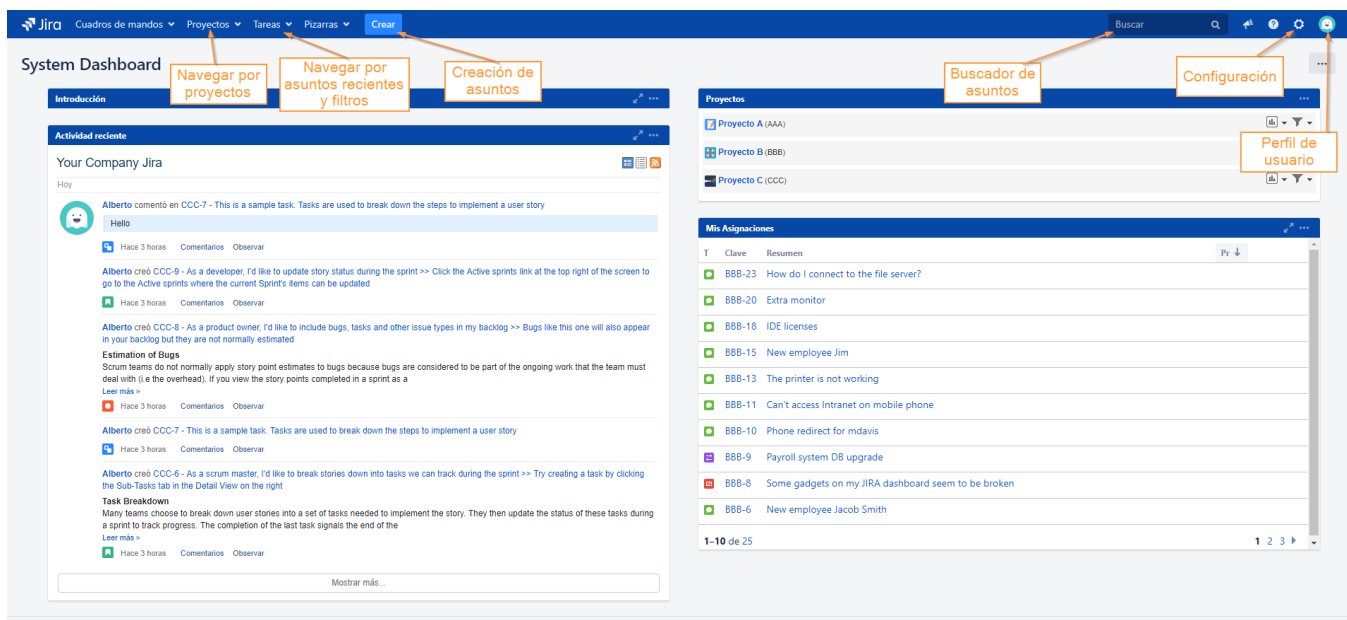 Jira Cuadros de mandos Proyectos Tareas Pizarras Crear Buscar
System Dashboard
Navegar por
proyectos
Navegar por
asuntos recientes
y filtros
Creación de
asuntos
Buscador de
asuntos
Configuración
Perfil de
usuario
Introducción
Actividad reciente
Your Company Jira
Hoy
Alberto comentó en CCC-7 - This is a sample task. Tasks are used to break down the steps to implement a user story
Hello
Hace 3 horas Comentarios Observar
Alberto creó CCC-9 - As a developer, I'd like to update story status during the sprint >> Click the Active sprints link at the top right of the screen to
go to the Active sprints where the current Sprint's items can be updated
Hace 3 horas Comentarios Observar
Alberto creó CCC-8 - As a product owner, I'd like to include bugs, tasks and other issue types in my backlog >> Bugs like this one will also appear
in your backlog but they are not normally estimated
Estimation of Bugs
Scrum teams do not normally apply story point estimates to bugs because bugs are considered to be part of the ongoing work that the team must
deal with (i.e the overhead). If you view the story points completed in a sprint as a
Leer más »
Hace 3 horas Comentarios Observar
Alberto creó CCC-7 - This is a sample task. Tasks are used to break down the steps to implement a user story
Hace 3 horas Comentarios Observar
Alberto creó CCC-6 - As a scrum master, I'd like to break stories down into tasks we can track during the sprint >> Try creating a task by clicking
the Sub-Tasks tab in the Detail View on the right
Task Breakdown
Many teams choose to break down user stories into a set of tasks needed to implement the story. They then update the status of these tasks during
a sprint to track progress. The completion of the last task signals the end of the
Leer más »
Hace 3 horas Comentarios Observar
Mostrar más...
Proyectos
Proyecto A (AAA)
Proyecto B (BBB)
Proyecto C (CCC)
Mis Asignaciones
T Clave Resumen Pr
BBB-23 How do I connect to the file server?
BBB-20 Extra monitor
BBB-18 IDE licenses
BBB-15 New employee Jim
BBB-13 The printer is not working
BBB-11 Can't access Intranet on mobile phone
BBB-10 Phone redirect for mdavis
BBB-9 Payroll system DB upgrade
BBB-8 Some gadgets on my JIRA dashboard seem to be broken
BBB-6 New employee Jacob Smith
1–10 de 25 1 2 3